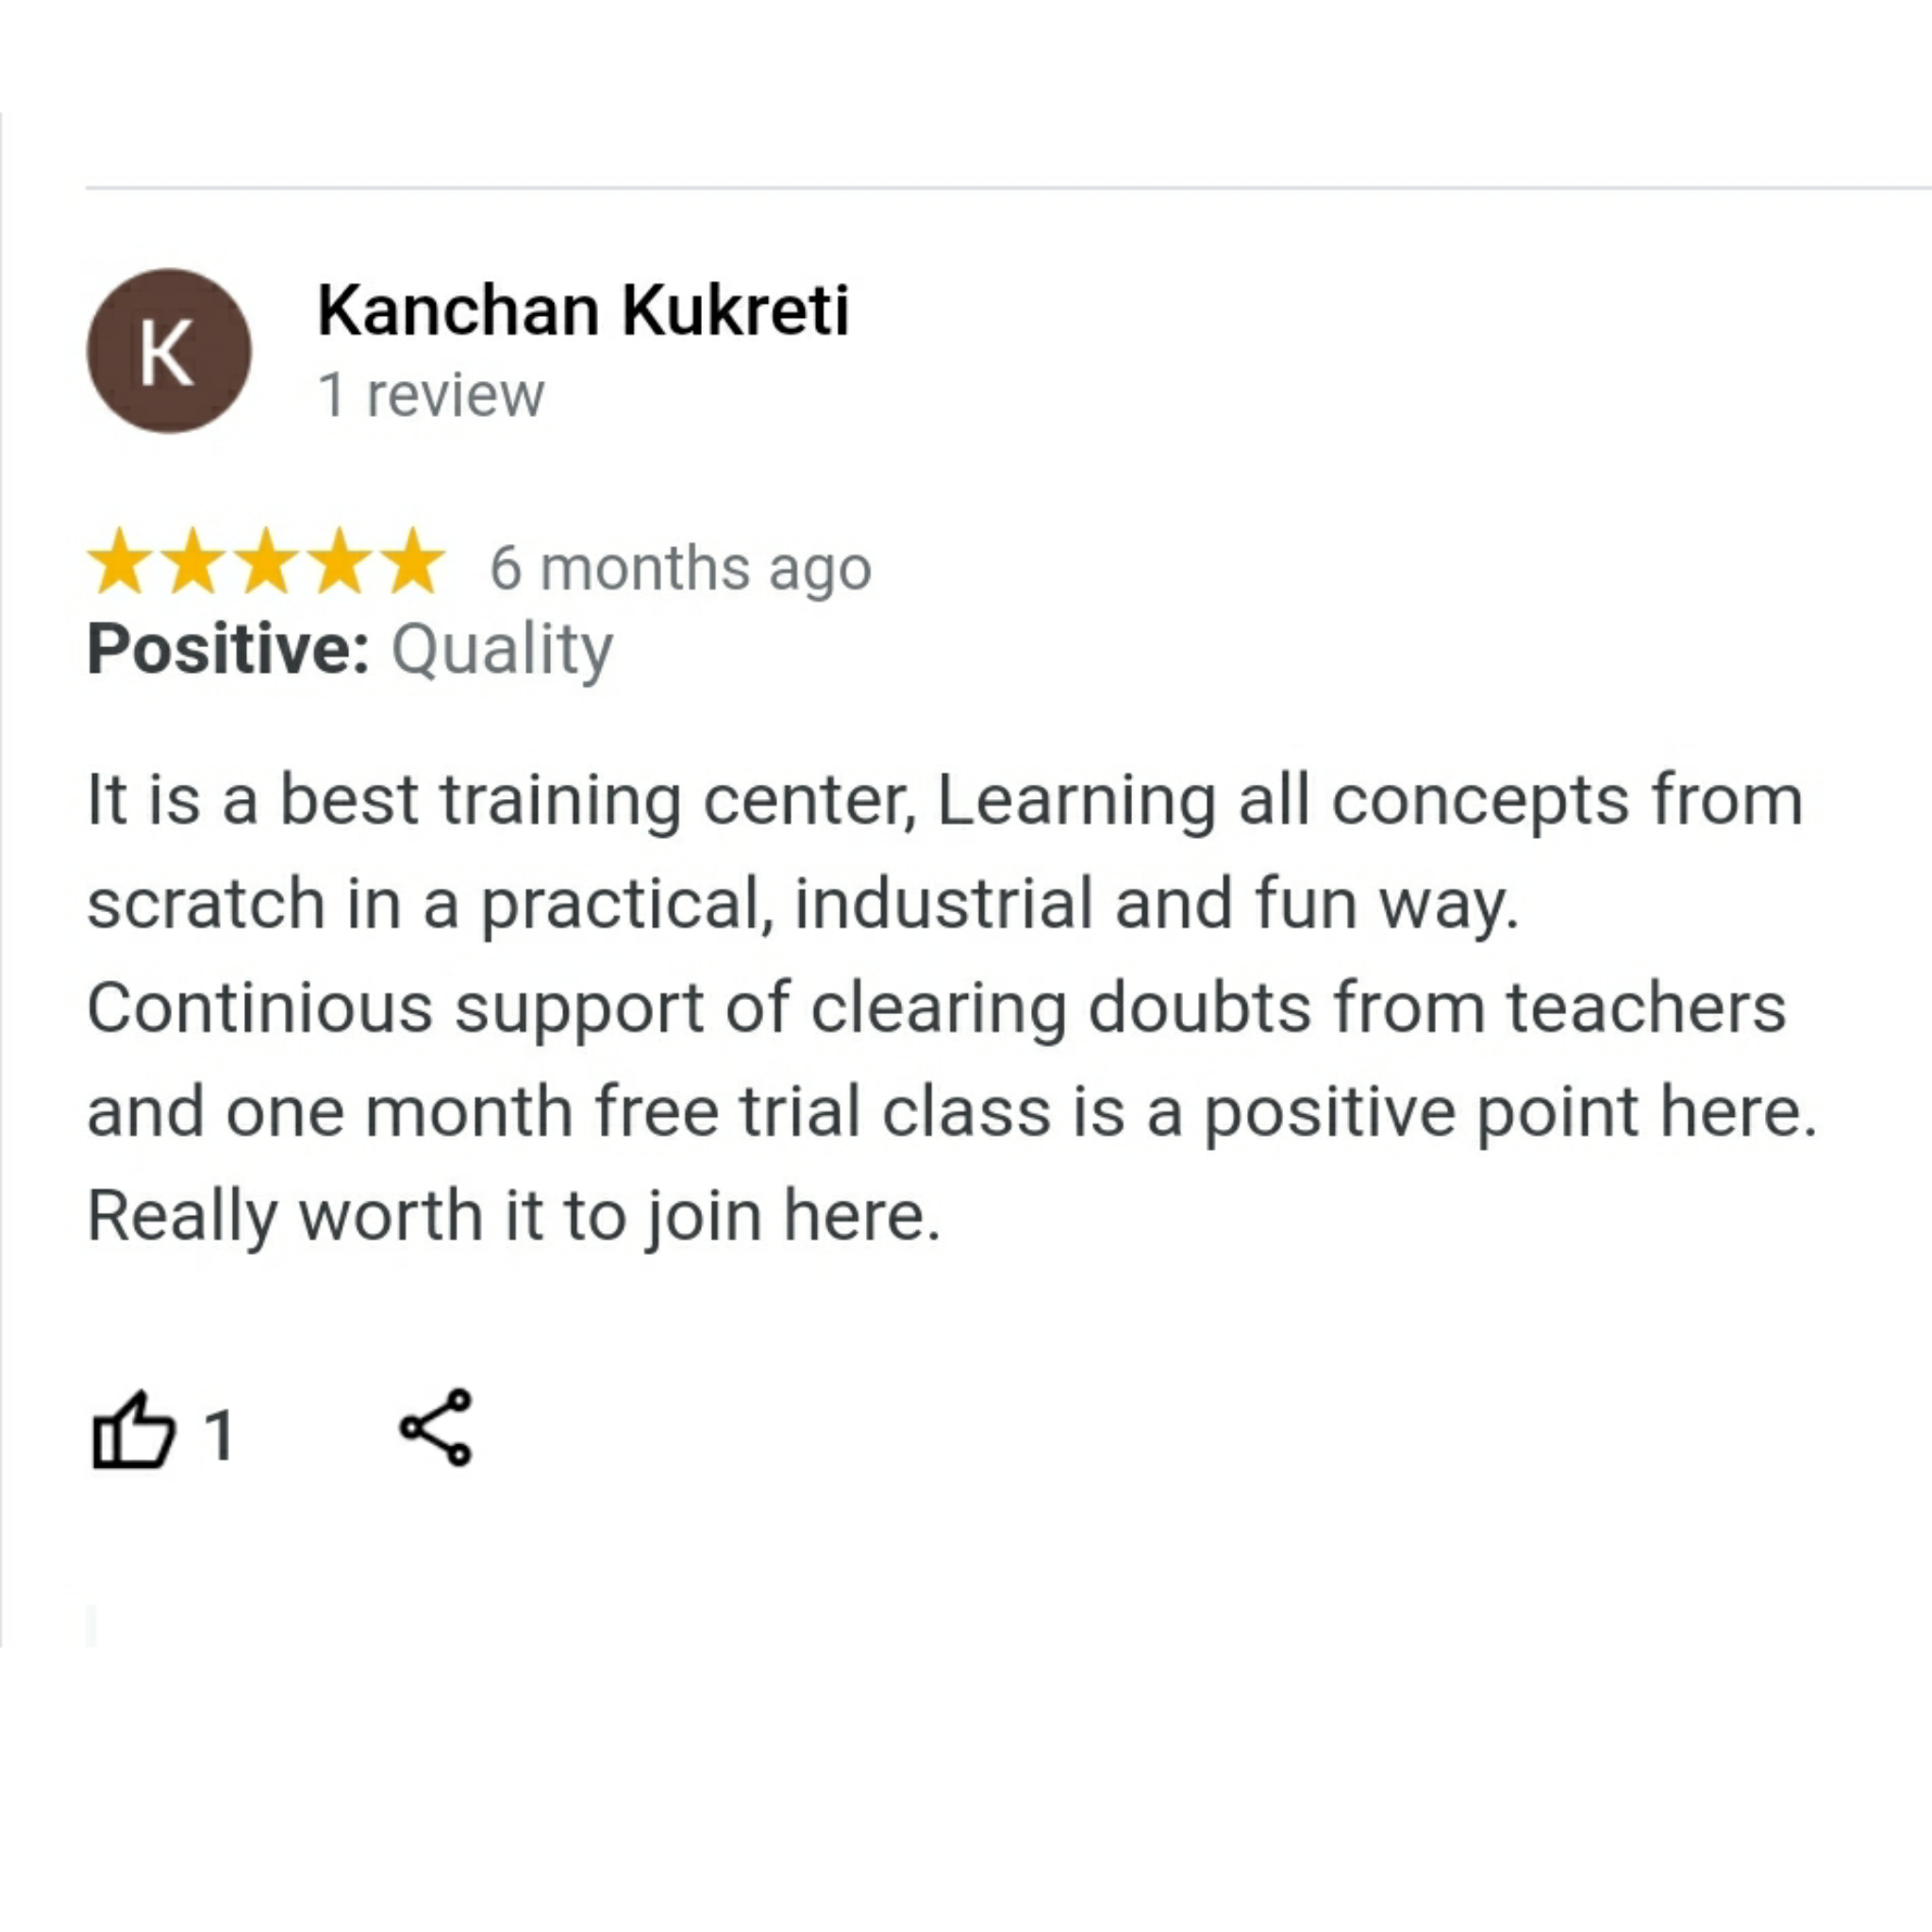 K
Kanchan Kukreti
1 review
6 months ago
Positive: Quality
It is a best training center, Learning all concepts from
scratch in a practical, industrial and fun way.
Continious support of clearing doubts from teachers
and one month free trial class is a positive point here.
Really worth it to join here.
1